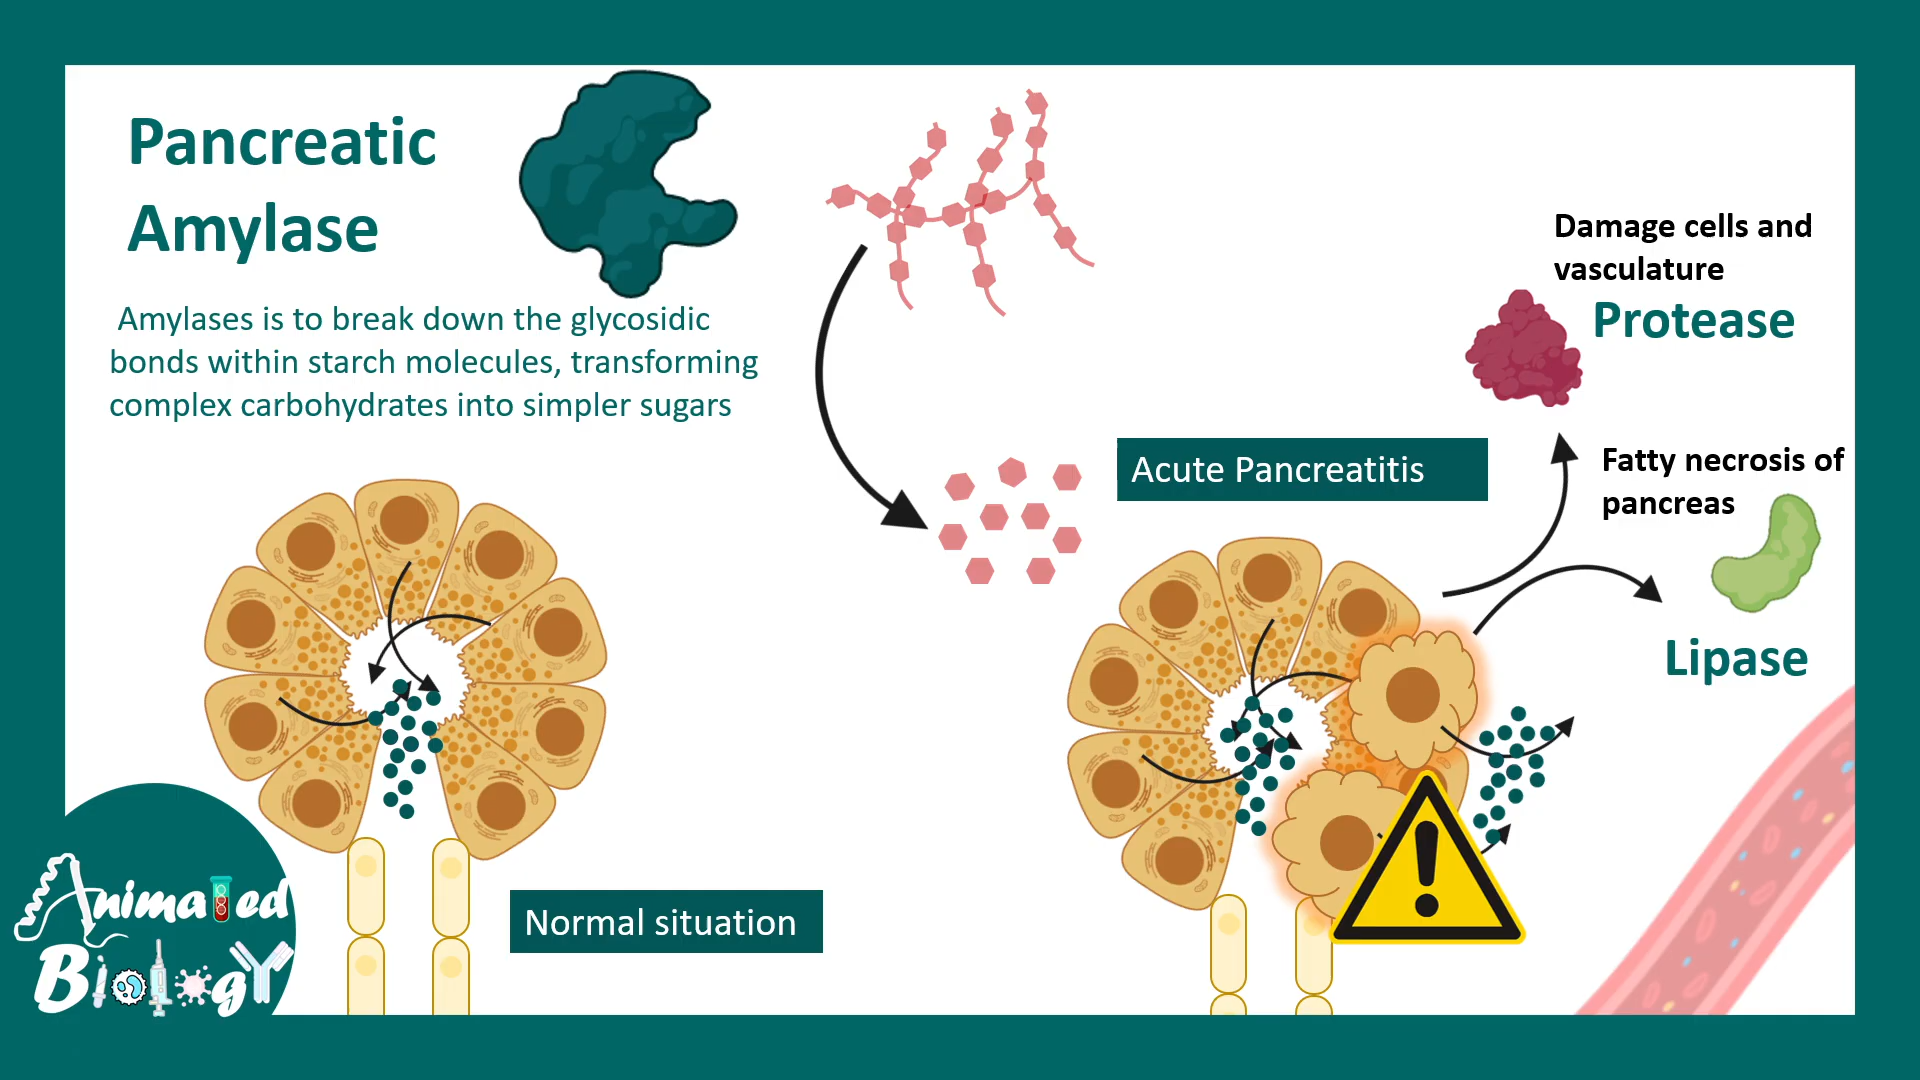 Pancreatic
Amylase
Amylases is to break down the glycosidic
bonds within starch molecules, transforming
complex carbohydrates into simpler sugars
Damage cells and
vasculature
Protease
Acute Pancreatitis
Fatty necrosis of
pancreas
Lipase
Normal situation
Animated
Biology